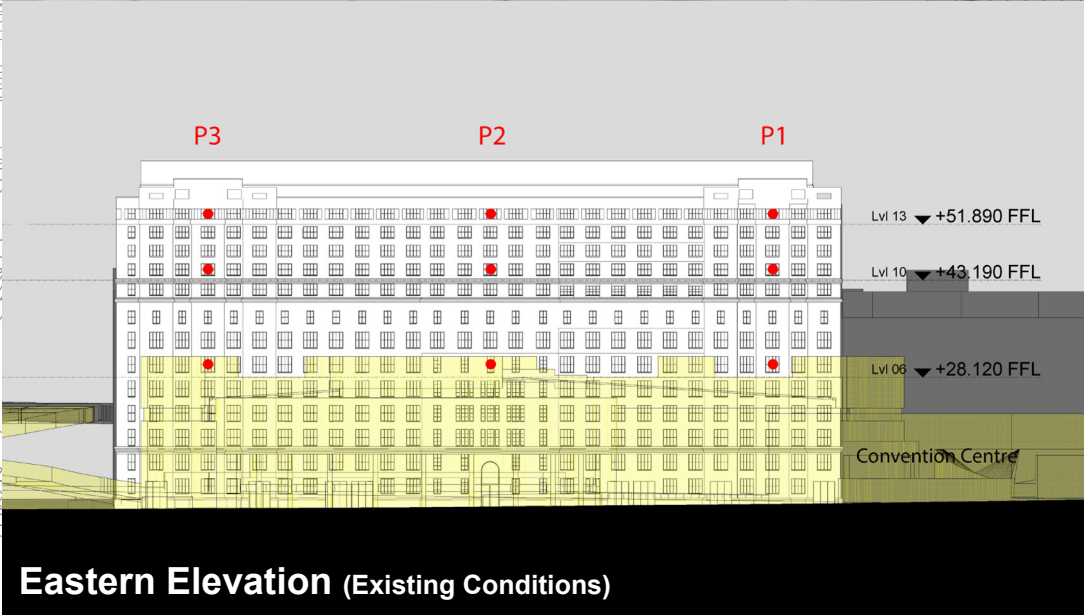 P3 P2 P1
Lvl 13 +51.890 FFL
Lvl 10 +43.190 FFL
Lvl 06 +28.120 FFL
Convention Centre
Eastern Elevation (Existing Conditions)